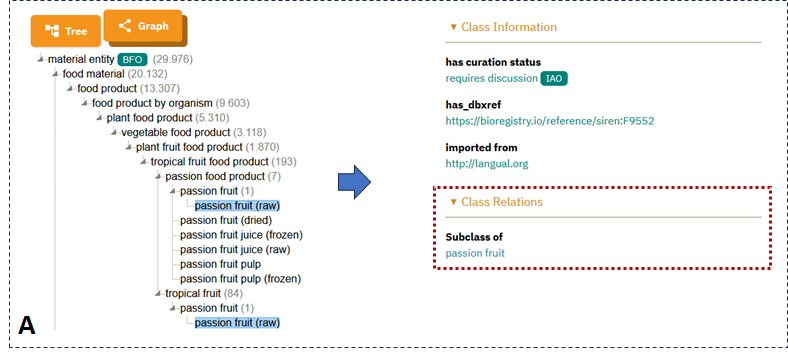 Tree
Graph
material entity BFO (29.976)
food material (20.132)
food product (13.307)
food product by organism (9.603)
plant food product (5.310)
vegetable food product (3.118)
plant fruit food product (1.870)
tropical fruit food product (193)
passion food product (7)
passion fruit (1)
passion fruit (raw)
passion fruit (dried)
passion fruit juice (frozen)
passion fruit juice (raw)
passion fruit pulp
passion fruit pulp (frozen)
tropical fruit (84)
passion fruit (1)
passion fruit (raw)
A
Class Information
has curation status
requires discussion IAO
has_dbxref
https://bioregistry.io/reference/siren:F9552
imported from
http://langual.org
Class Relations
Subclass of
passion fruit